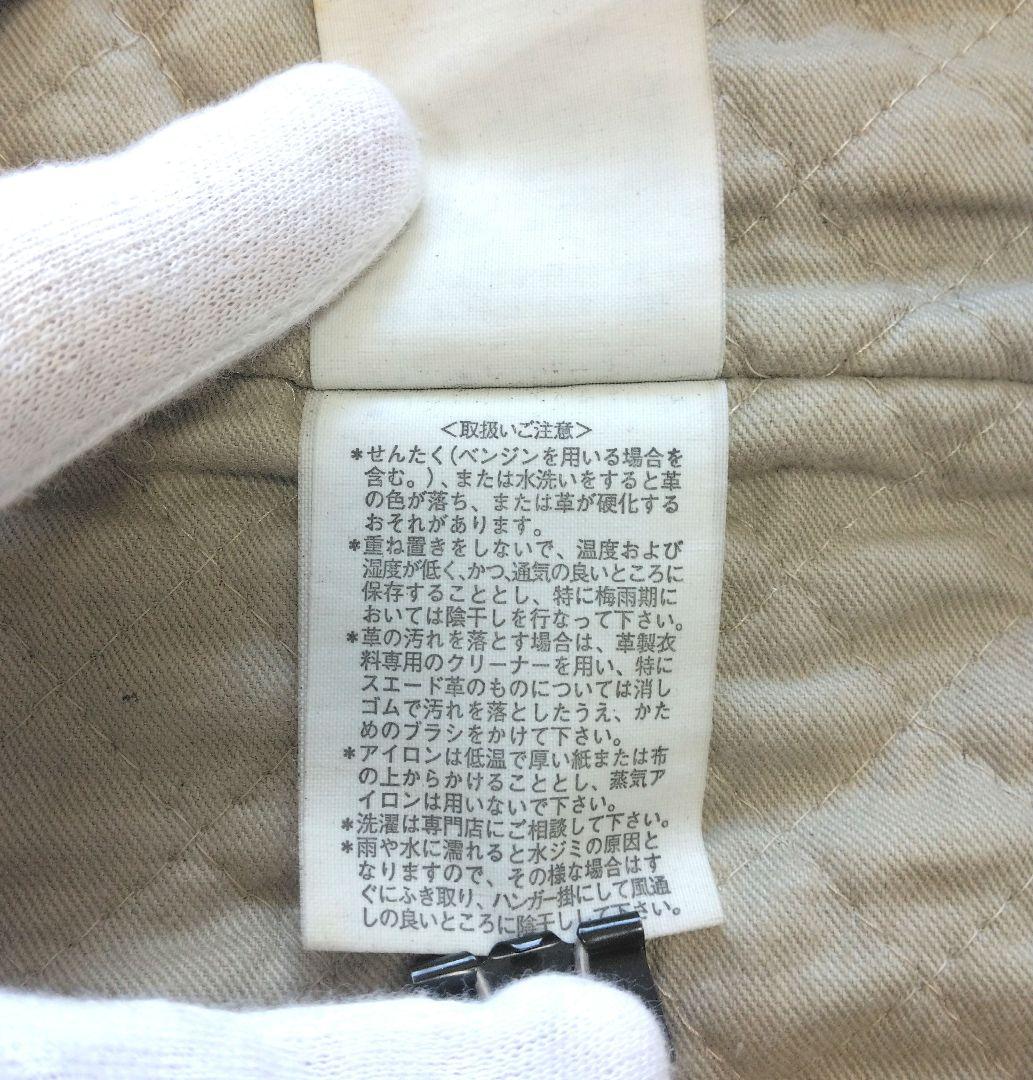 ＜取扱いご注意＞
＊せんたく(ベンジンを用いる場合を
含む。)、または水洗いをすると革
の色が落ち、または革が硬化する
おそれがあります。
＊重ね置きをしないで、温度および
湿度が低く、かつ、通気の良いところに
保存することとし、特に梅雨期に
おいては陰干しを行なって下さい。
＊革の汚れを落とす場合は、革製衣
料専用のクリーナーを用い、特に
スエード革のものについては消し
ゴムで汚れを落としたうえ、かた
めのブラシをかけて下さい。
＊アイロンは低温で厚い紙または布
の上からかけることとし、蒸気ア
イロンは用いないで下さい。
＊洗濯は専門店にご相談して下さい。
＊雨や水に濡れると水ジミの原因と
なりますので、その様な場合はす
ぐにふき取り、ハンガー掛にして風通
しの良いところに陰干しして下さい。